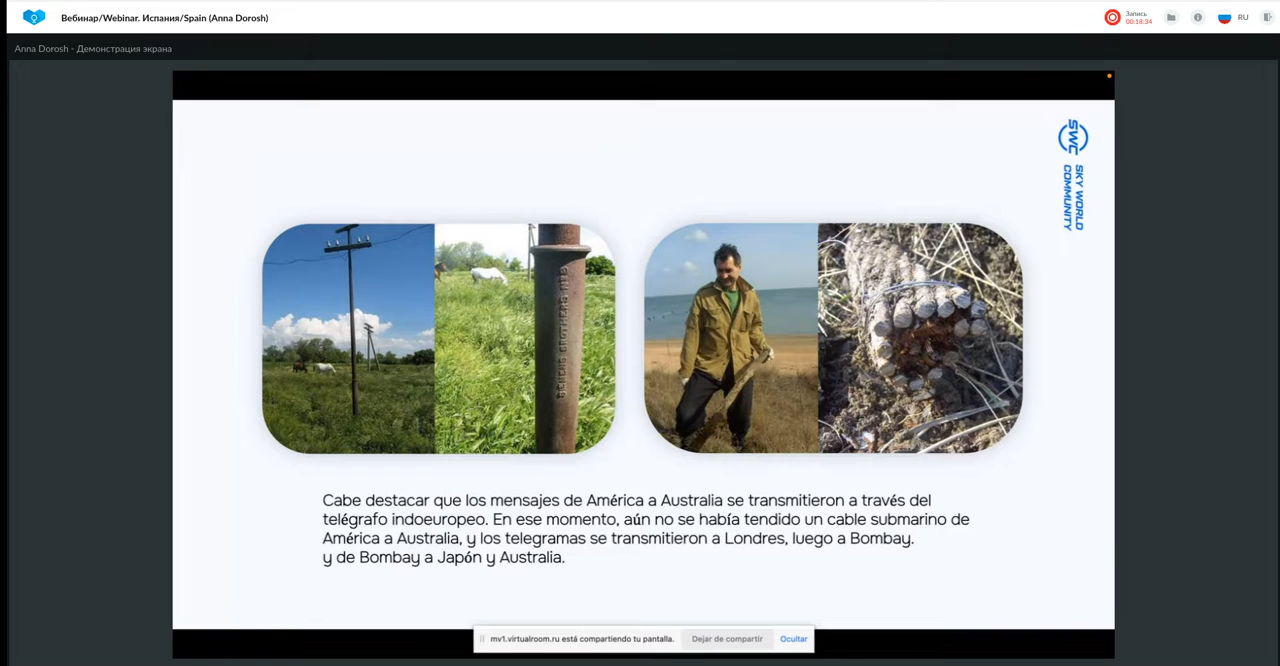 Вебинар/Webinar. Испания/Spain (Anna Dorosh)
Запись
00:18:34
RU
Anna Dorosh - Демонстрация экрана
SWC
SKY WORLD
COMMUNITY
Cabe destacar que los mensajes de América a Australia se transmitieron a través del
telégrafo indoeuropeo. En ese momento, aún no se había tendido un cable submarino de
América a Australia, y los telegramas se transmitieron a Londres, luego a Bombay.
y de Bombay a Japón y Australia.
mv1.virtualroom.ru está compartiendo tu pantalla.
Dejar de compartir
Ocultar